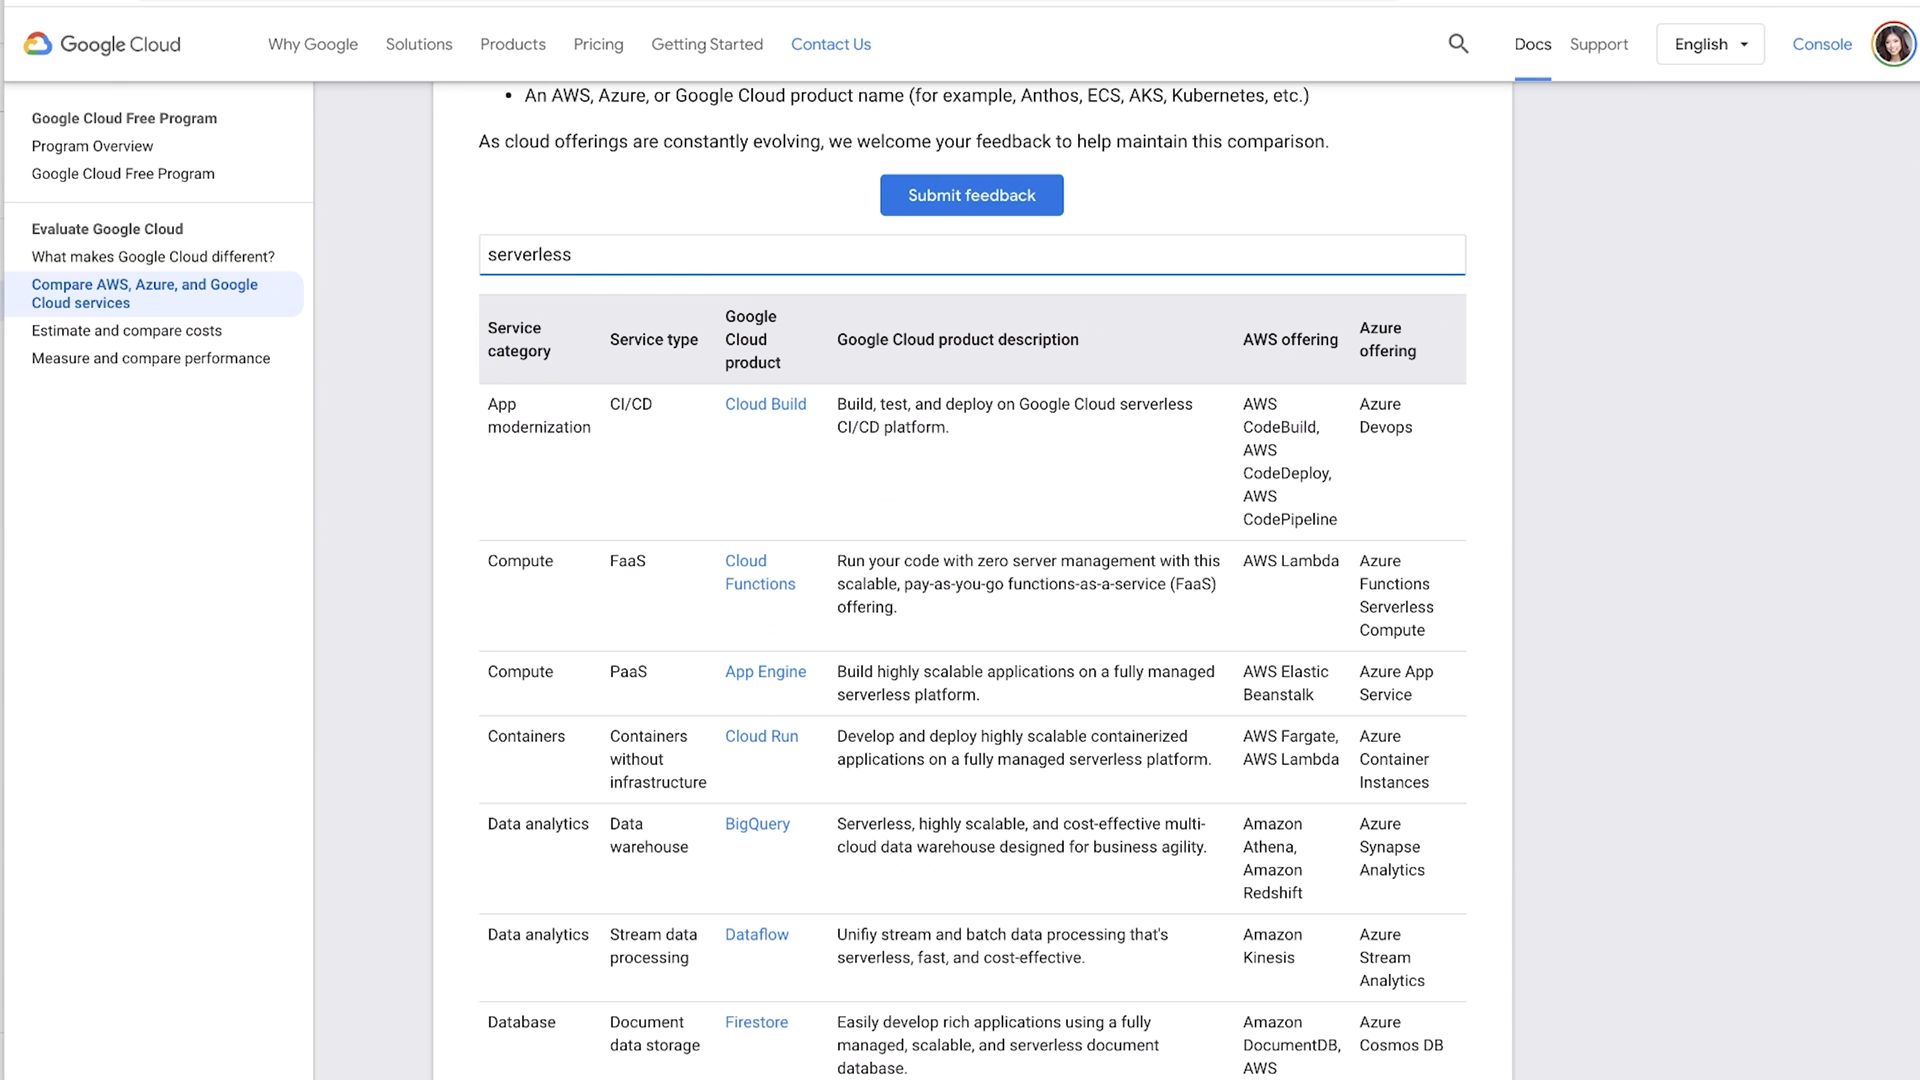 Google Cloud
Why Google Solutions Products Pricing Getting Started Contact Us
Docs Support English Console
Google Cloud Free Program
Program Overview
Google Cloud Free Program
Evaluate Google Cloud
What makes Google Cloud different?
Compare AWS, Azure, and Google
Cloud services
Estimate and compare costs
Measure and compare performance
• An AWS, Azure, or Google Cloud product name (for example, Anthos, ECS, AKS, Kubernetes, etc.)
As cloud offerings are constantly evolving, we welcome your feedback to help maintain this comparison.
Submit feedback
serverless
Service
category
Service type
Google
Cloud
product
Google Cloud product description
AWS offering
Azure
offering
App
modernization
CI/CD
Cloud Build
Build, test, and deploy on Google Cloud serverless
CI/CD platform.
AWS
CodeBuild,
AWS
CodeDeploy,
AWS
CodePipeline
Azure
Devops
Compute
FaaS
Cloud
Functions
Run your code with zero server management with this
scalable, pay-as-you-go functions-as-a-service (FaaS)
offering.
AWS Lambda
Azure
Functions
Serverless
Compute
Compute
PaaS
App Engine
Build highly scalable applications on a fully managed
serverless platform.
AWS Elastic
Beanstalk
Azure App
Service
Containers
Containers
without
infrastructure
Cloud Run
Develop and deploy highly scalable containerized
applications on a fully managed serverless platform.
AWS Fargate,
AWS Lambda
Azure
Container
Instances
Data analytics
Data
warehouse
BigQuery
Serverless, highly scalable, and cost-effective multi-
cloud data warehouse designed for business agility.
Amazon
Athena,
Amazon
Redshift
Azure
Synapse
Analytics
Data analytics
Stream data
processing
Dataflow
Unifiy stream and batch data processing that's
serverless, fast, and cost-effective.
Amazon
Kinesis
Azure
Stream
Analytics
Database
Document
data storage
Firestore
Easily develop rich applications using a fully
managed, scalable, and serverless document
database.
Amazon
DocumentDB,
AWS
Azure
Cosmos DB